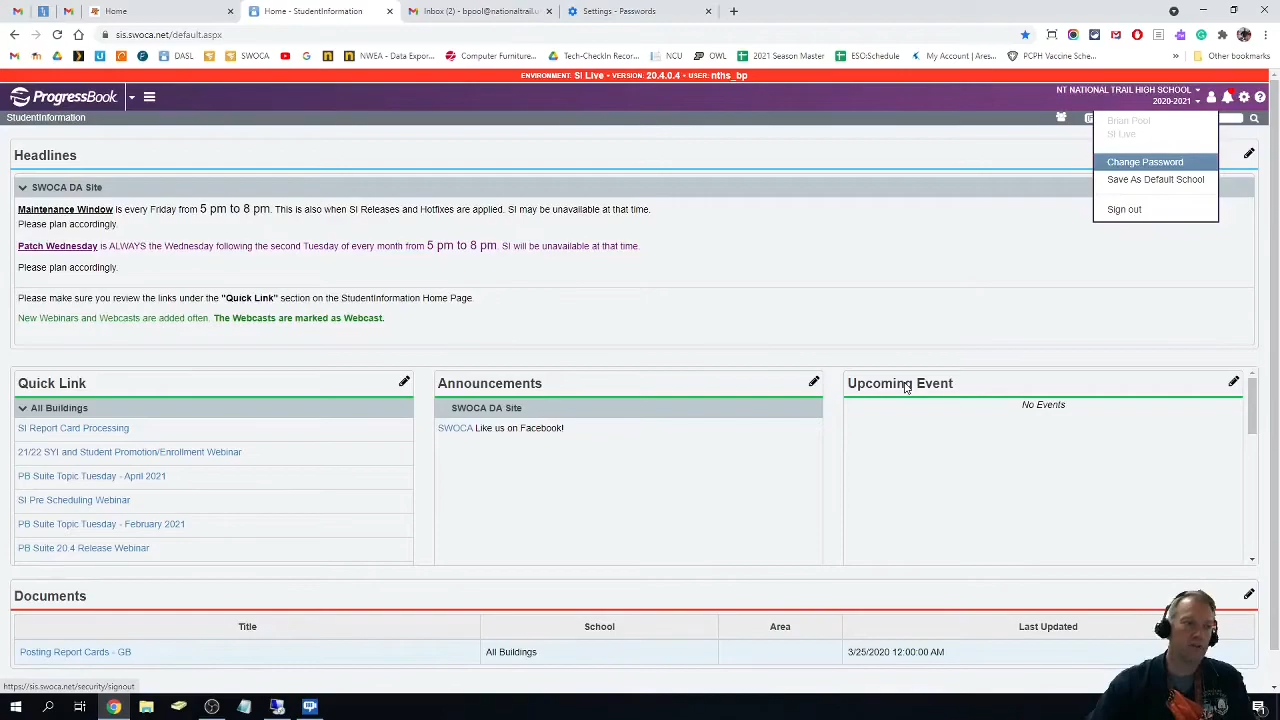 Home
Home - StudentInformation
Inbox (2) - bpool@nationaltrail.u
Settings - Passwords
sis.swoca.net/default.aspx
DASL
SWOCA
NWEA - Data Expor...
Computer Furniture...
Tech-CheckIn Recor...
NCU
OWL
2021 Season Master
ESO:Schedule
My Account | Ares...
PCPH Vaccine Sche...
»
Other bookmarks
ENVIRONMENT: SI Live • VERSION: 20.4.0.4 • USER: nths_bp
ProgressBook
NT NATIONAL TRAIL HIGH SCHOOL
2020-2021
StudentInformation
Brian Pool
SI Live
Change Password
Save As Default School
Sign out
Headlines
SWOCA DA Site
Maintenance Window is every Friday from 5 pm to 8 pm. This is also when SI Releases and Hotfixes are applied. SI may be unavailable at that time.
Please plan accordingly.
Patch Wednesday is ALWAYS the Wednesday following the second Tuesday of every month from 5 pm to 8 pm. SI will be unavailable at that time.
Please plan accordingly.
Please make sure you review the links under the "Quick Link" section on the StudentInformation Home Page.
New Webinars and Webcasts are added often. The Webcasts are marked as Webcast.
Quick Link
All Buildings
SI Report Card Processing
21/22 SYI and Student Promotion/Enrollment Webinar
PB Suite Topic Tuesday - April 2021
SI Pre Scheduling Webinar
PB Suite Topic Tuesday - February 2021
PB Suite 20.4 Release Webinar
Announcements
SWOCA DA Site
SWOCA Like us on Facebook!
Upcoming Event
No Events
Documents
Title
School
Area
Last Updated
Posting Report Cards - GB
All Buildings
3/25/2020 12:00:00 AM
https://sis.swoca.net/security/signout